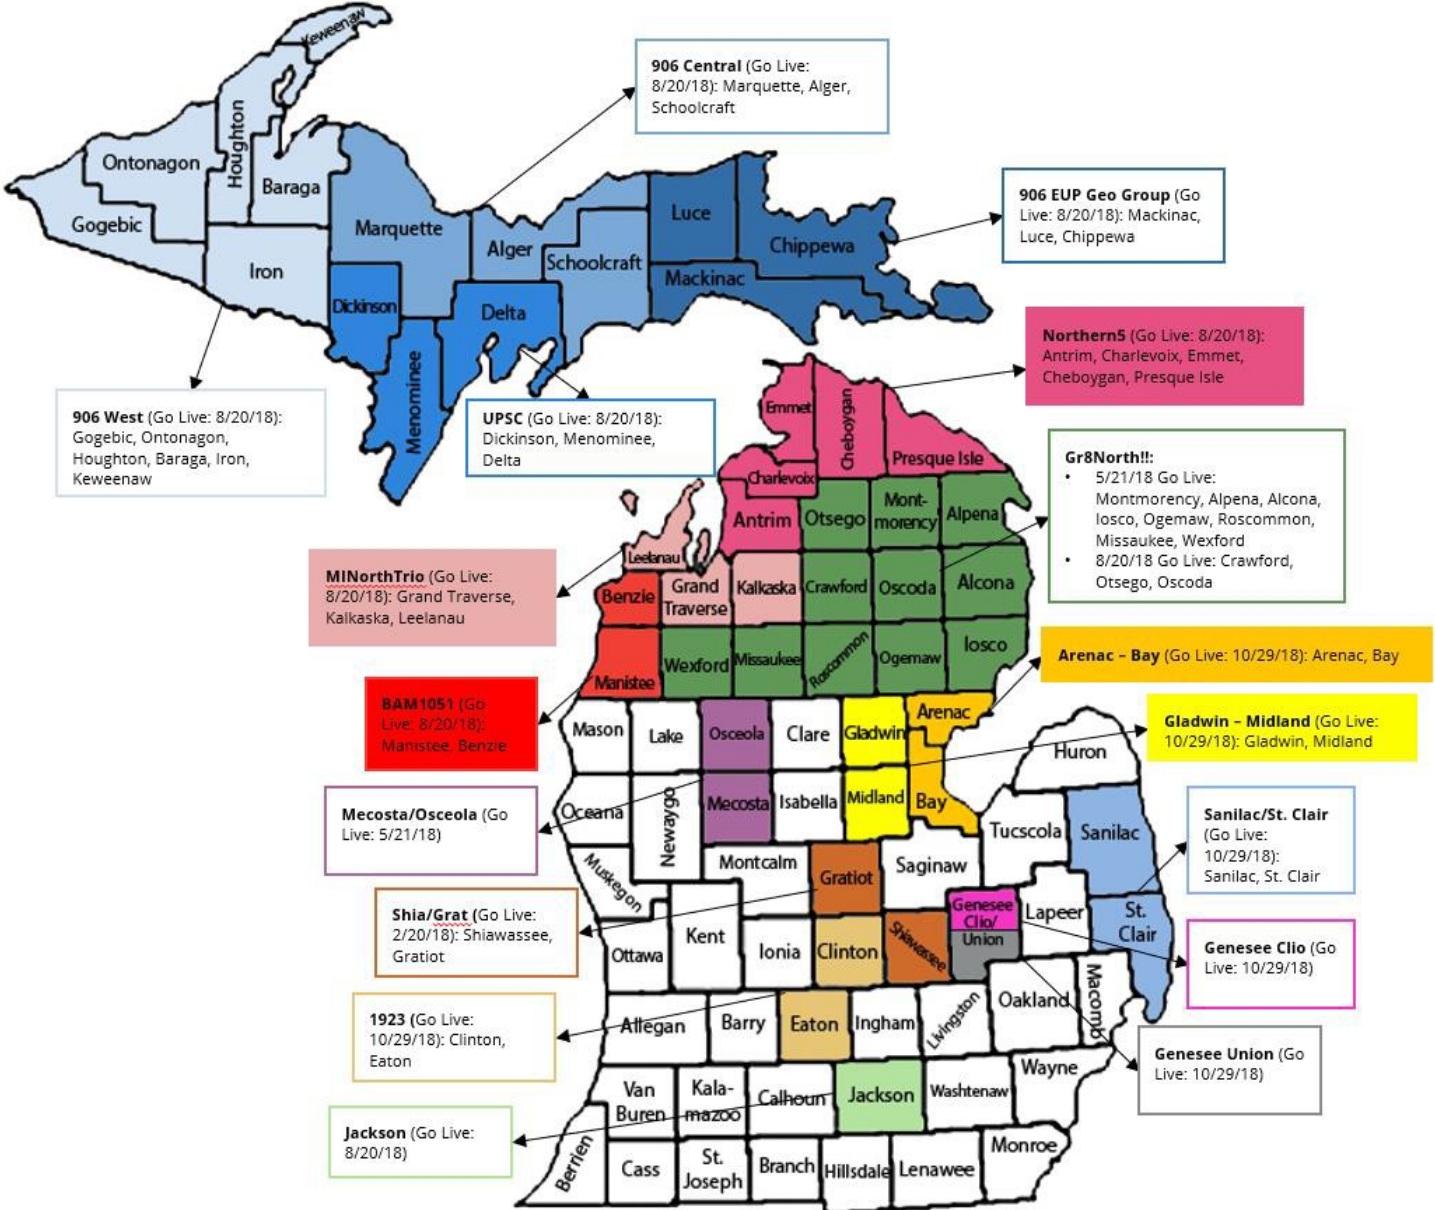 Keweenaw
Houghton
Ontonagon
Baraga
Gogebic
Iron
Marquette
Alger
Schoolcraft
Luce
Chippewa
Mackinac
Dickinson
Delta
Menominee
906 Central (Go Live:
8/20/18): Marquette, Alger,
Schoolcraft
906 EUP Geo Group (Go
Live: 8/20/18): Mackinac,
Luce, Chippewa
906 West (Go Live: 8/20/18):
Gogebic, Ontonagon,
Houghton, Baraga, Iron,
Keweenaw
UPSC (Go Live: 8/20/18):
Dickinson, Menominee,
Delta
Northern5 (Go Live: 8/20/18):
Antrim, Charlevoix, Emmet,
Cheboygan, Presque Isle
Gr8North!!:
• 5/21/18 Go Live:
Montmorency, Alpena, Alcona,
Iosco, Ogemaw, Roscommon,
Missaukee, Wexford
• 8/20/18 Go Live: Crawford,
Otsego, Oscoda
MINorthTrio (Go Live:
8/20/18): Grand Traverse,
Kalkaska, Leelanau
BAM1051 (Go
Live: 8/20/18):
Manistee, Benzie
Arenac – Bay (Go Live: 10/29/18): Arenac, Bay
Gladwin – Midland (Go Live:
10/29/18): Gladwin, Midland
Mecosta/Osceola (Go
Live: 5/21/18)
Sanilac/St. Clair
(Go Live:
10/29/18):
Sanilac, St. Clair
Shia/Grat (Go Live:
2/20/18): Shiawassee,
Gratiot
Genesee Clio (Go
Live: 10/29/18)
1923 (Go Live:
10/29/18): Clinton,
Eaton
Genesee Union (Go
Live: 10/29/18)
Jackson (Go Live:
8/20/18)
Emmet
Cheboygan
Presque Isle
Charlevoix
Antrim
Otsego
Mont-
morency
Alpena
Leelanau
Benzie
Grand
Traverse
Kalkaska
Crawford
Oscoda
Alcona
Manistee
Wexford
Missaukee
Roscommon
Ogemaw
Iosco
Mason
Lake
Osceola
Clare
Gladwin
Arenac
Huron
Oceana
Newaygo
Mecosta
Isabella
Midland
Bay
Tucscola
Sanilac
Muskegon
Montcalm
Gratiot
Saginaw
Genesee
Clio/
Union
Lapeer
St.
Clair
Ottawa
Kent
Ionia
Clinton
Shiawassee
Allegan
Barry
Eaton
Ingham
Livingston
Oakland
Macomb
Van
Buren
Kala-
mazoo
Calhoun
Jackson
Washtenaw
Wayne
Berrien
Cass
St.
Joseph
Branch
Hillsdale
Lenawee
Monroe